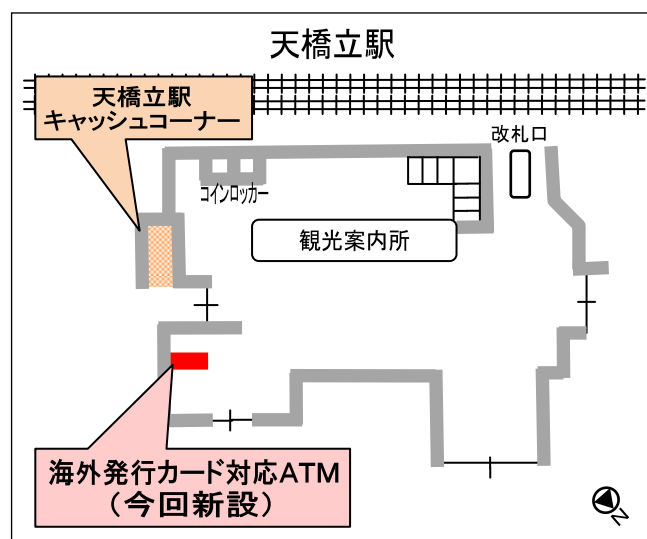 天橋立駅
天橋立駅
キャッシュコーナー
改札口
コインロッカー
観光案内所
海外発行カード対応ATM
(今回新設)
N